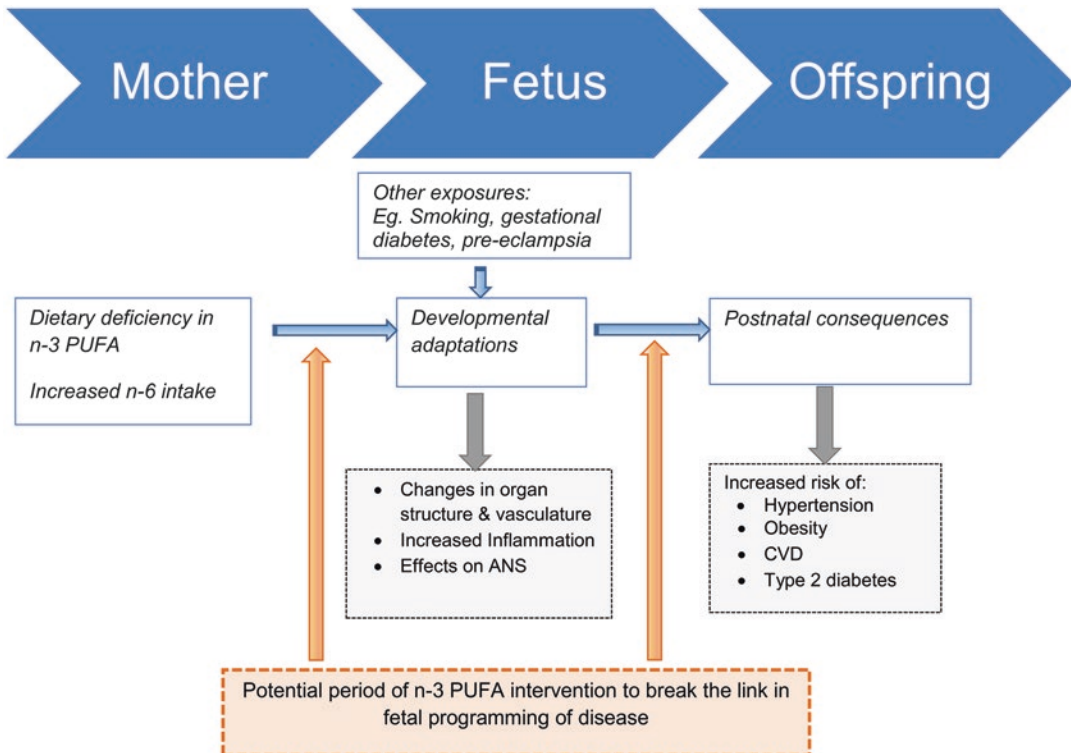 Mother
Fetus
Offspring
Other exposures:
Eg. Smoking, gestational
diabetes, pre-eclampsia
Dietary deficiency in
n-3 PUFA
Increased n-6 intake
Developmental
adaptations
Postnatal consequences
• Changes in organ
structure & vasculature
• Increased Inflammation
• Effects on ANS
Increased risk of:
• Hypertension
• Obesity
• CVD
• Type 2 diabetes
Potential period of n-3 PUFA intervention to break the link in
fetal programming of disease